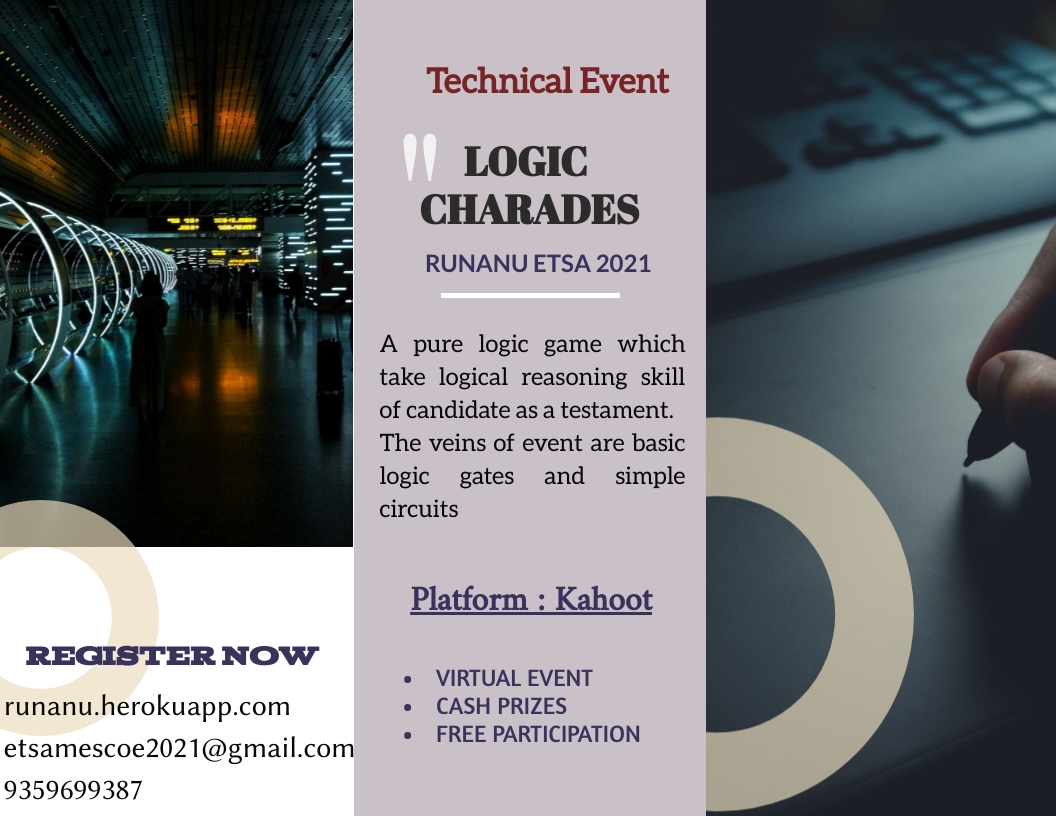 Technical Event
"
LOGIC
CHARADES
RUNANU ETSA 2021
A pure logic game which
take logical reasoning skill
of candidate as a testament.
The veins of event are basic
logic gates and simple
circuits
Platform : Kahoot
• VIRTUAL EVENT
• CASH PRIZES
• FREE PARTICIPATION
REGISTER NOW
runanu.herokuapp.com
etsamescoe2021@gmail.com
9359699387